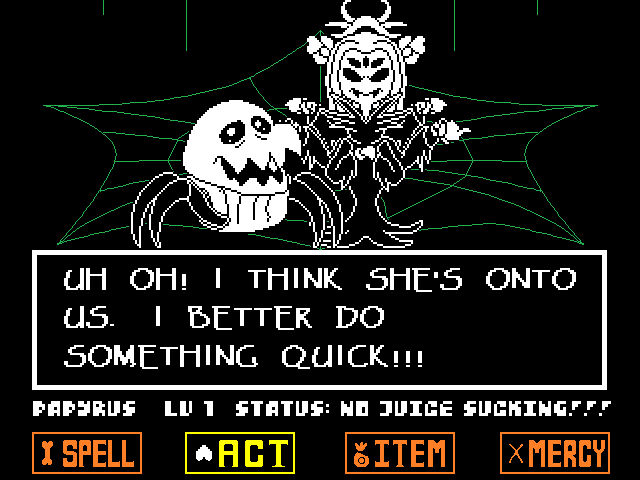 UH OH! I THINK SHE'S ONTO
US. I BETTER DO
SOMETHING QUICK!!!
PAPYRUS LV 1 STATUS: NO JUICE SUCKING!!!
SPELL ACT ITEM MERCY